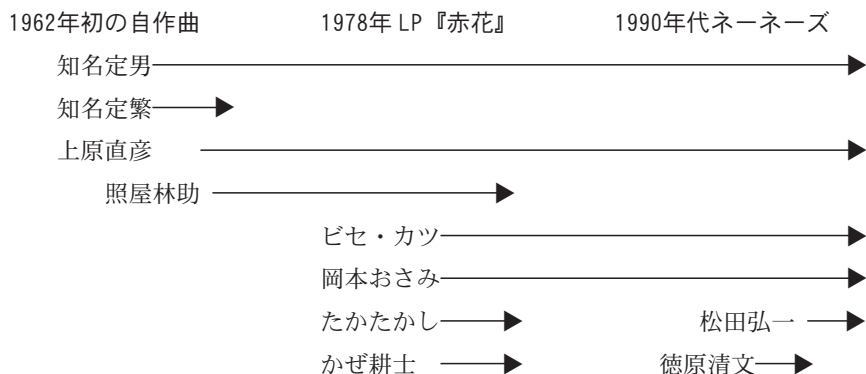 1962年初の自作曲 1978年 LP『赤花』 1990年代ネーネーズ
知名定男
知名定繁
上原直彦
照屋林助
ビセ・カツ
岡本おさみ
たかたかし 松田弘一
かぜ耕士 徳原清文